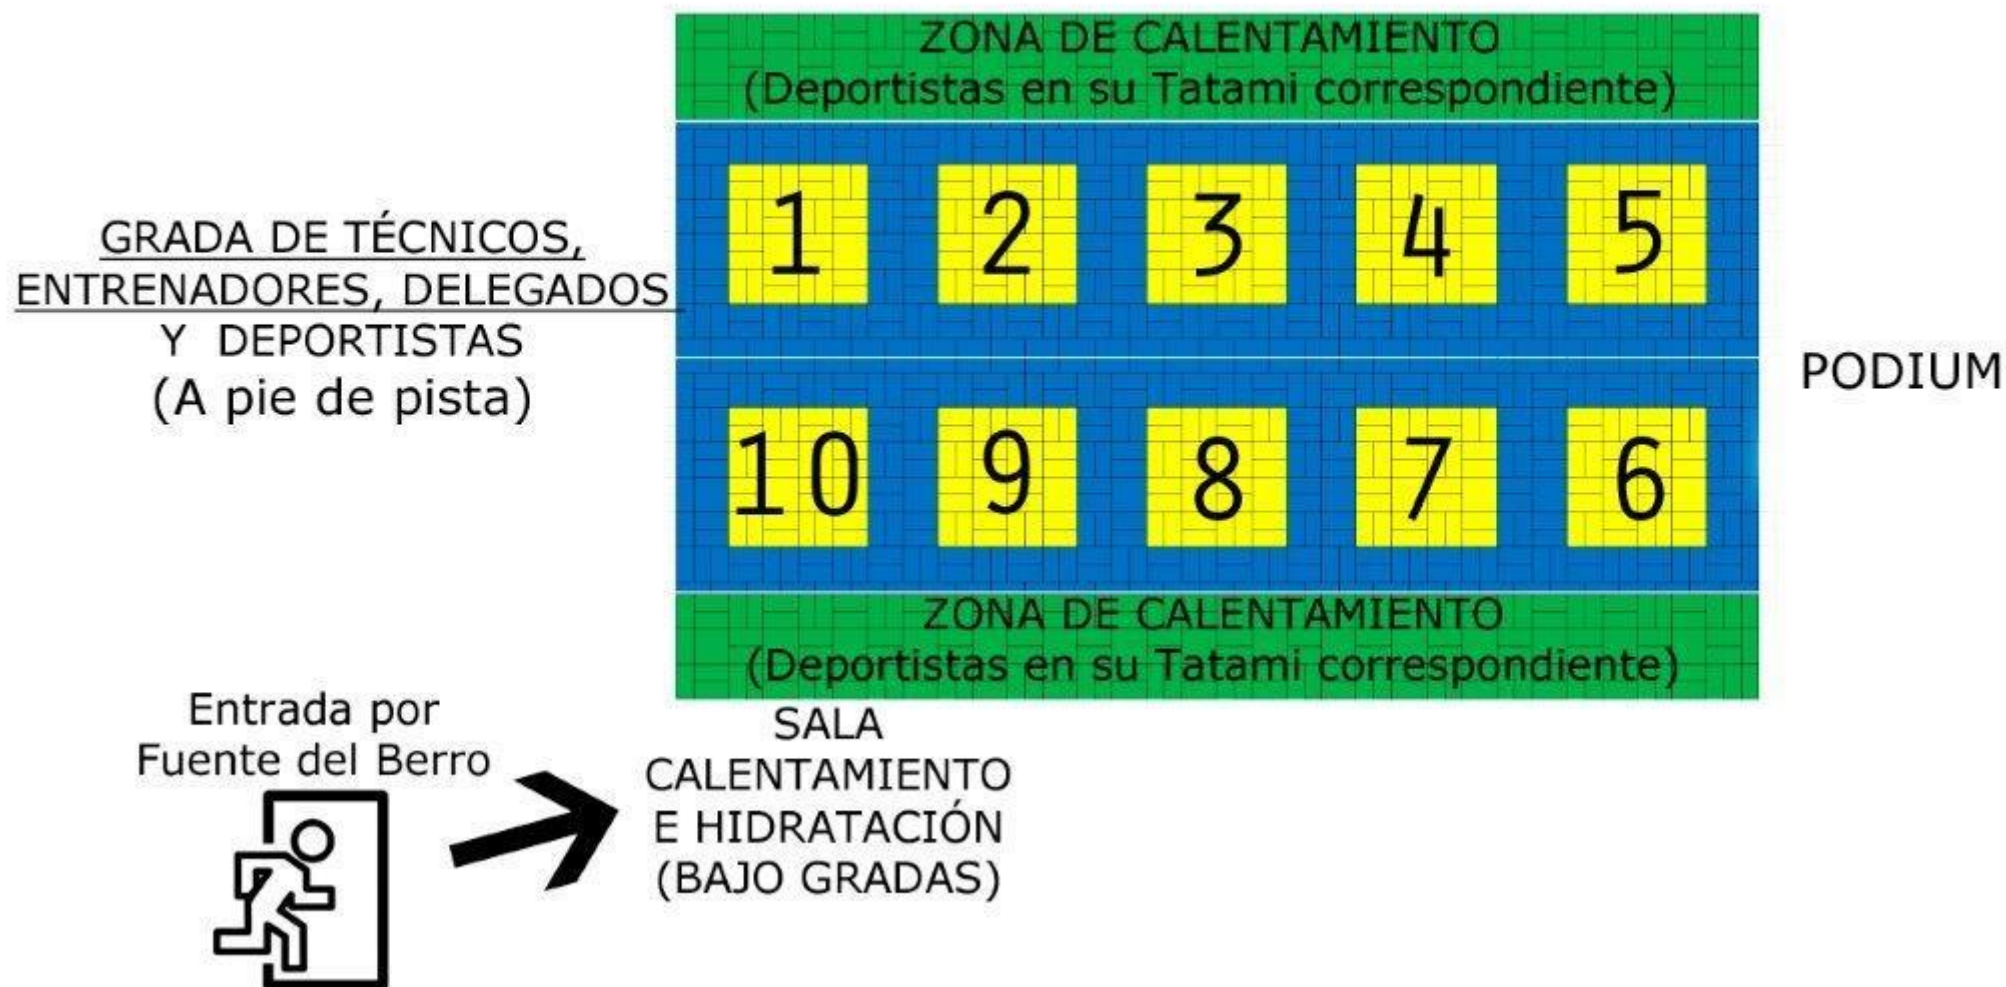 ZONA DE CALENTAMIENTO
(Deportistas en su Tatami correspondiente)
GRADA DE TÉCNICOS,
ENTRENADORES, DELEGADOS
Y DEPORTISTAS
(A pie de pista)
1 2 3 4 5
PODIUM
10 9 8 7 6
ZONA DE CALENTAMIENTO
(Deportistas en su Tatami correspondiente)
Entrada por
Fuente del Berro
SALA
CALENTAMIENTO
E HIDRATACIÓN
(BAJO GRADAS)